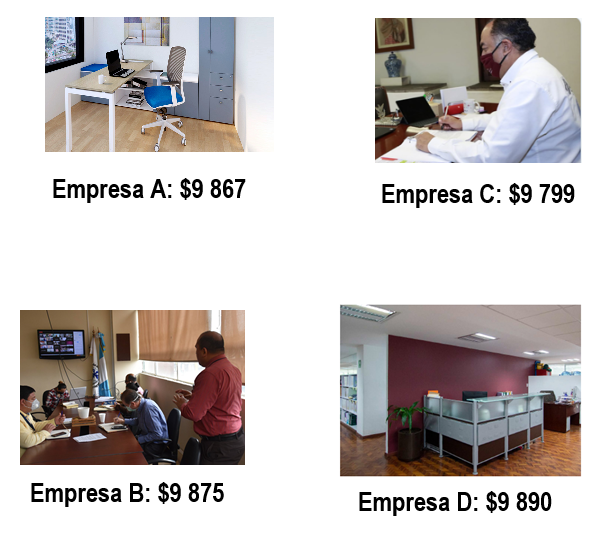 Empresa A: $9 867
Empresa C: $9 799
Empresa B: $9 875
Empresa D: $9 890